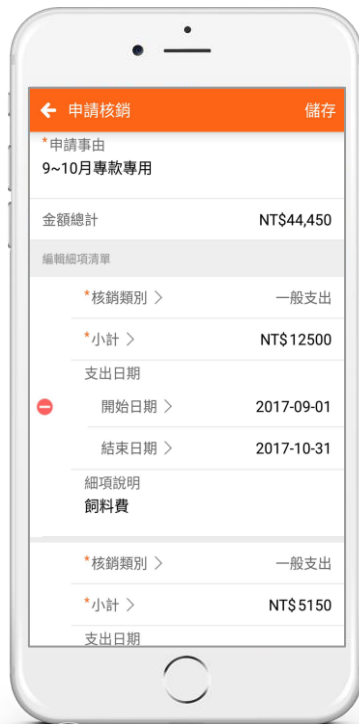 申請核銷 儲存
*申請事由
9~10月專款專用
金額總計 NT$44,450
編輯細項清單
*核銷類別 > 一般支出
*小計 > NT$12500
支出日期
開始日期 > 2017-09-01
結束日期 > 2017-10-31
細項說明
飼料費
*核銷類別 > 一般支出
*小計 > NT$5150
支出日期